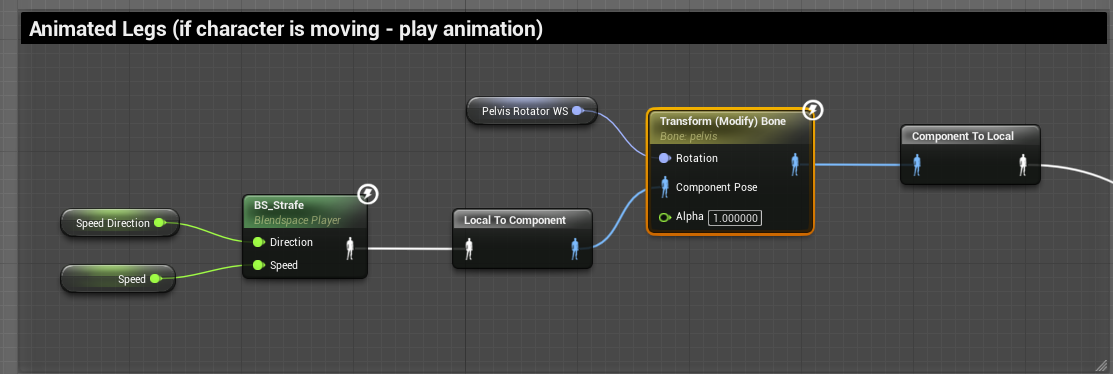 Animated Legs (if character is moving - play animation)
Pelvis Rotator WS
Transform (Modify) Bone
Bone: pelvis
Rotation
Component Pose
Alpha 1.000000
Component To Local
BS_Strafe
Blendspace Player
Direction
Speed
Speed Direction
Speed
Local To Component